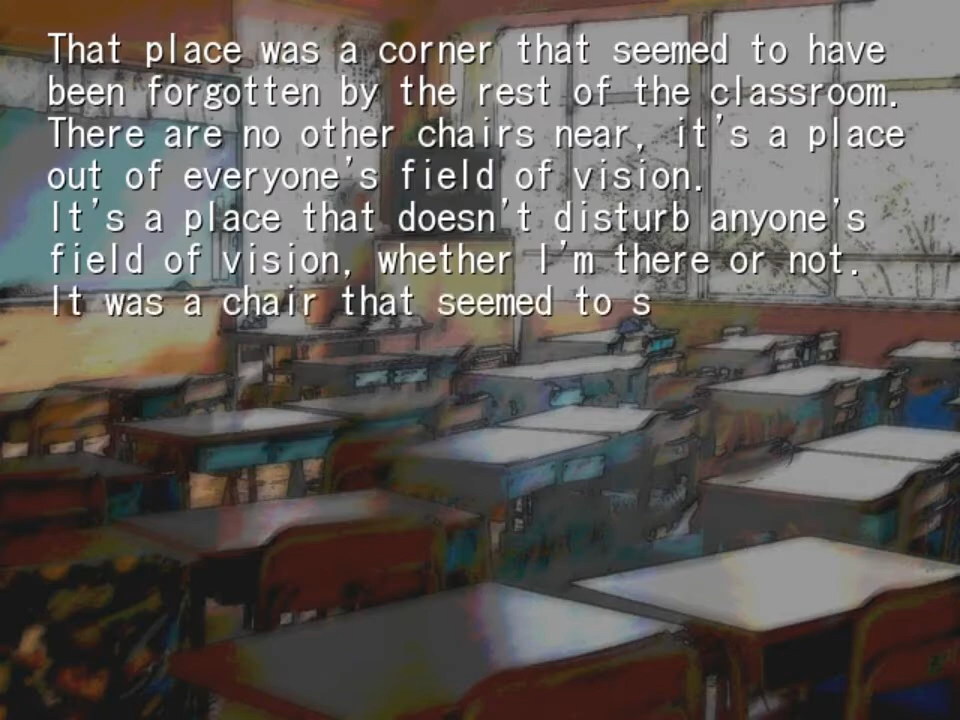 That place was a corner that seemed to have
been forgotten by the rest of the classroom.
There are no other chairs near, it's a place
out of everyone's field of vision.
It's a place that doesn't disturb anyone's
field of vision, whether I'm there or not.
It was a chair that seemed to s